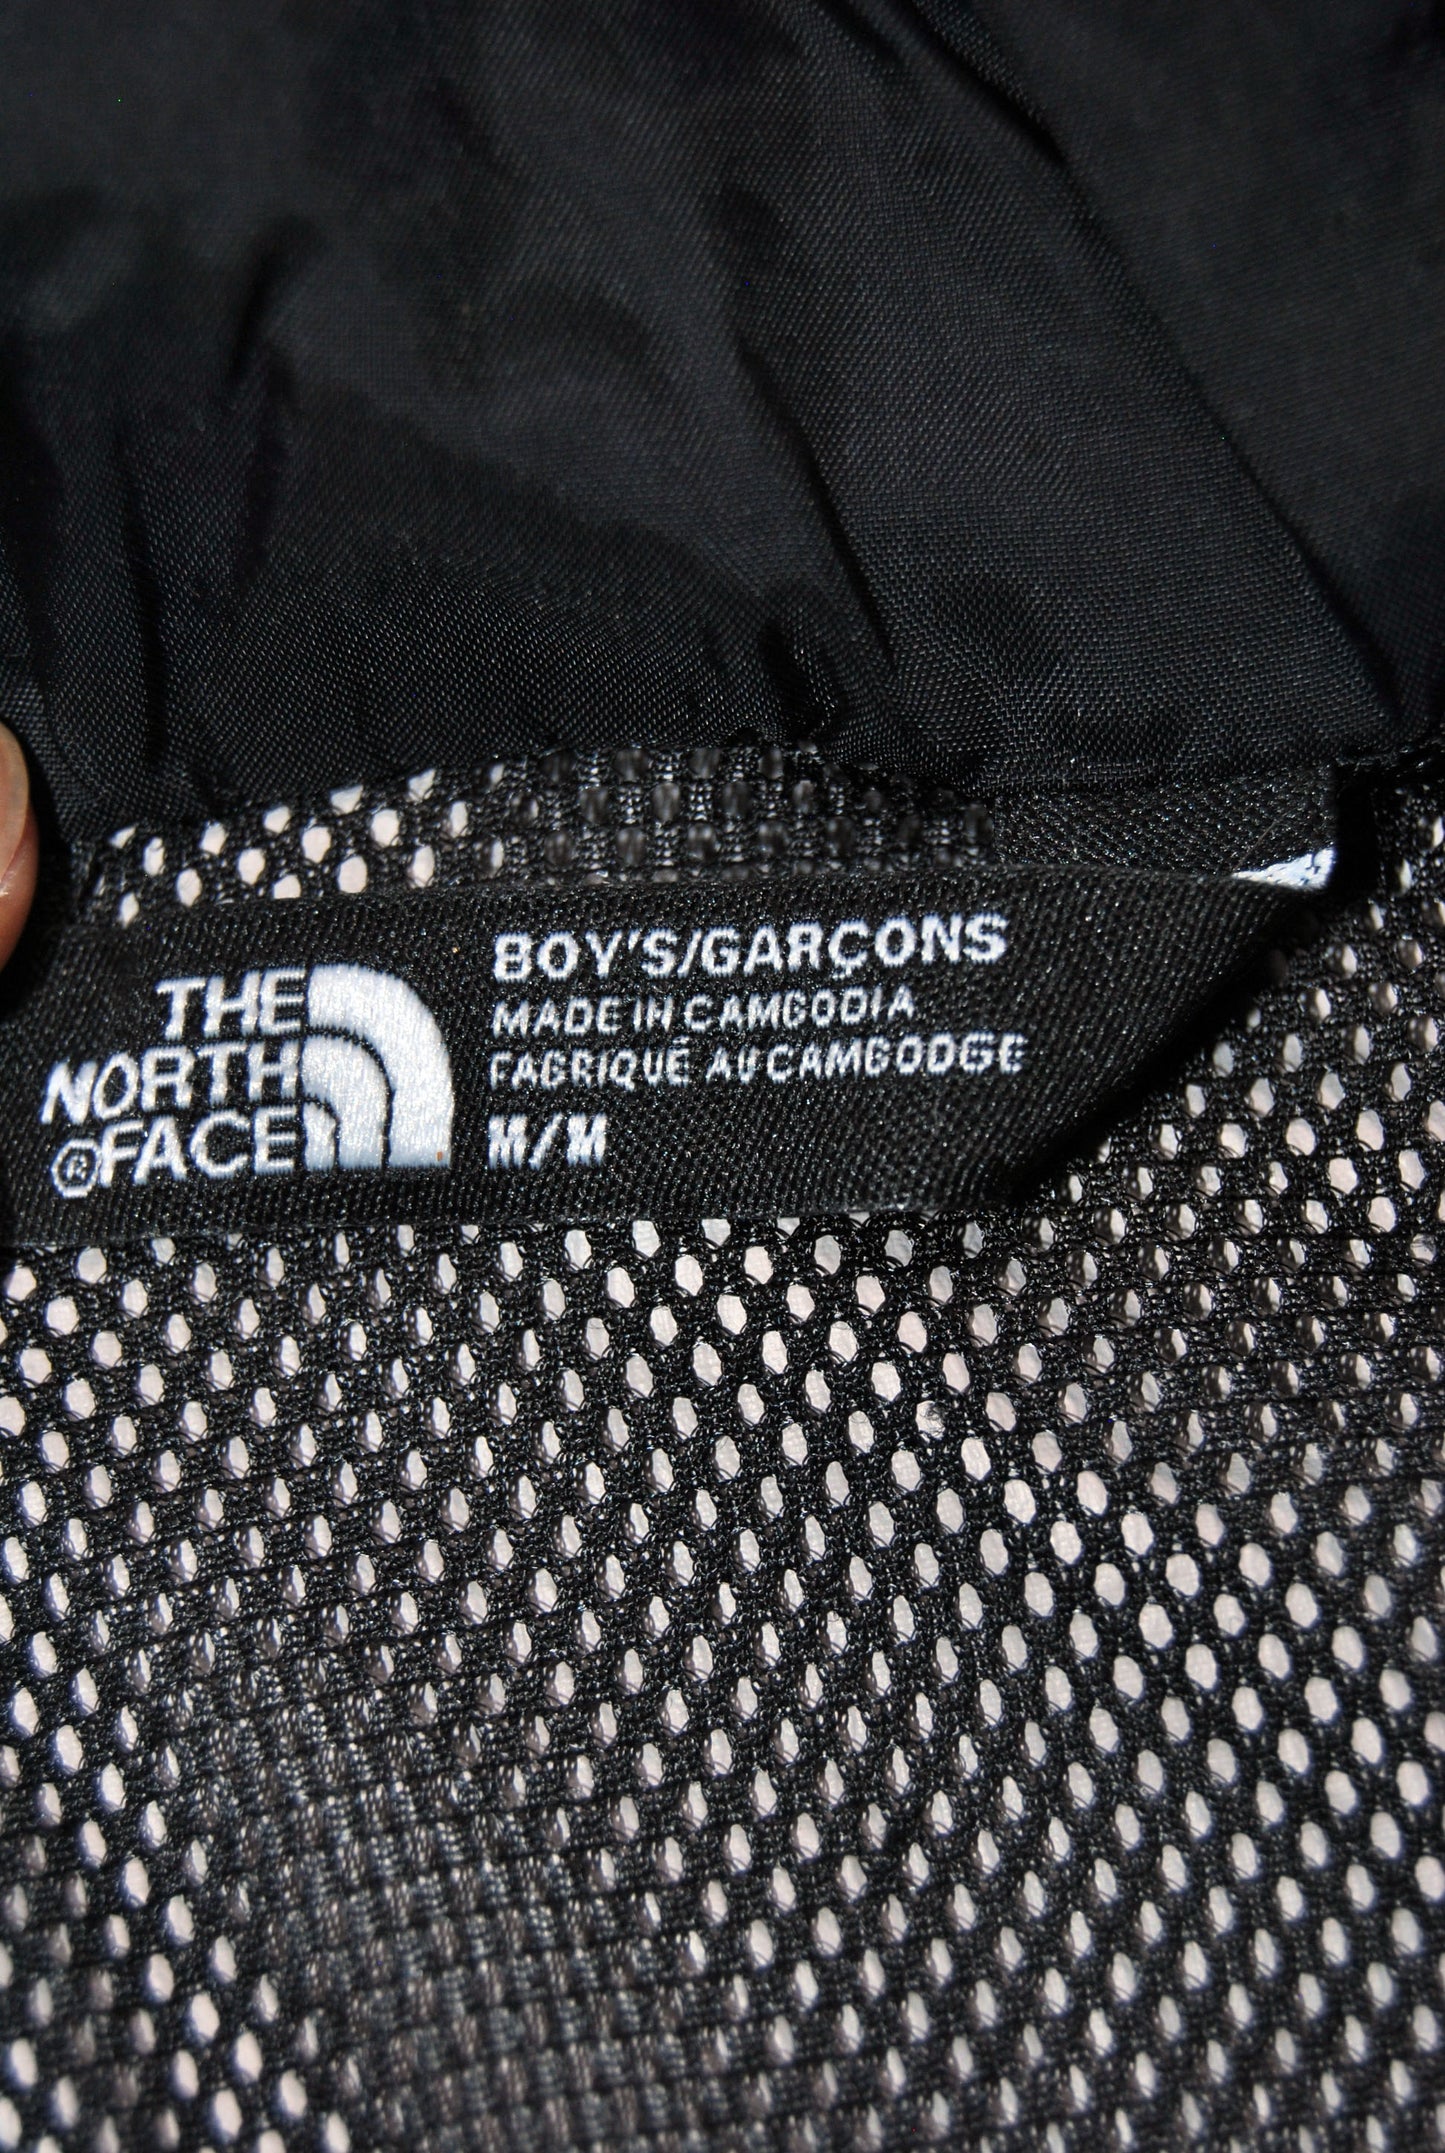 THE
NORTH
®FACE
BOY'S/GARÇONS
MADE IN CAMBODIA
FABRIQUÉ AU CAMBODGE
M/M